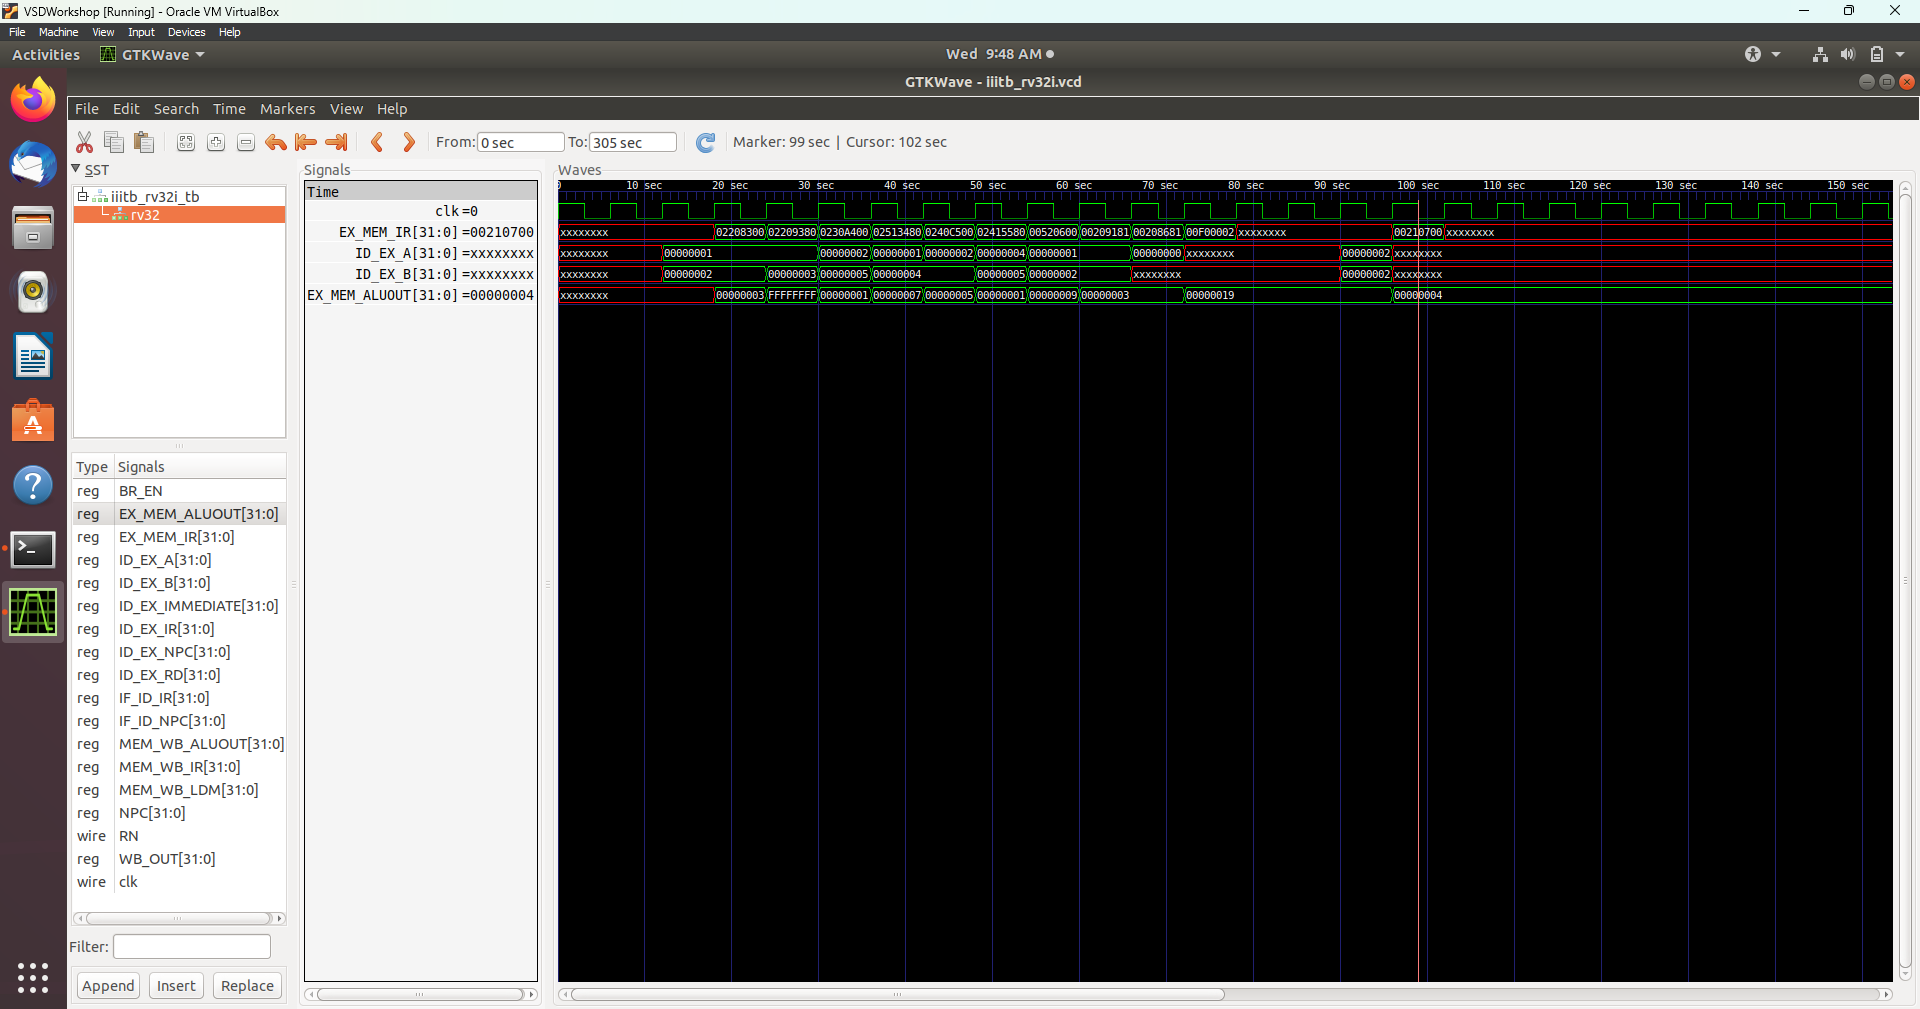 VSDWorkshop [Running] - Oracle VM VirtualBox
File Machine View Input Devices Help
Activities GTKWave Wed 9:48 AM
GTKWave - iiitb_rv32i.vcd
File Edit Search Time Markers View Help
From: 0 sec To: 305 sec Marker: 99 sec | Cursor: 102 sec
SST
iiitb_rv32i_tb
rv32
Type Signals
reg BR_EN
reg EX_MEM_ALUOUT[31:0]
reg EX_MEM_IR[31:0]
reg ID_EX_A[31:0]
reg ID_EX_B[31:0]
reg ID_EX_IMMEDIATE[31:0]
reg ID_EX_IR[31:0]
reg ID_EX_NPC[31:0]
reg ID_EX_RD[31:0]
reg IF_ID_IR[31:0]
reg IF_ID_NPC[31:0]
reg MEM_WB_ALUOUT[31:0]
reg MEM_WB_IR[31:0]
reg MEM_WB_LDM[31:0]
reg NPC[31:0]
wire RN
reg WB_OUT[31:0]
wire clk
Filter:
Append Insert Replace
Signals
Time
clk =0
EX_MEM_IR[31:0] =00210700
ID_EX_A[31:0] =xxxxxxxx
ID_EX_B[31:0] =xxxxxxxx
EX_MEM_ALUOUT[31:0] =00000004
Waves
0 10 sec 20 sec 30 sec 40 sec 50 sec 60 sec 70 sec 80 sec 90 sec 100 sec 110 sec 120 sec 130 sec 140 sec 150 sec
xxxxxxxx 02208300 02209380 0230A400 02513480 0240C500 02415580 00520600 00209181 00208681 00F00002 xxxxxxxx 00210700 xxxxxxxx
xxxxxxxx 00000001 00000002 00000001 00000002 00000004 00000001 00000000 xxxxxxxx 00000002 xxxxxxxx
xxxxxxxx 00000002 00000003 00000005 00000004 00000005 00000002 xxxxxxxx 00000002 xxxxxxxx
xxxxxxxx 00000003 FFFFFFFF 00000001 00000007 00000005 00000001 00000009 00000003 00000019 00000004